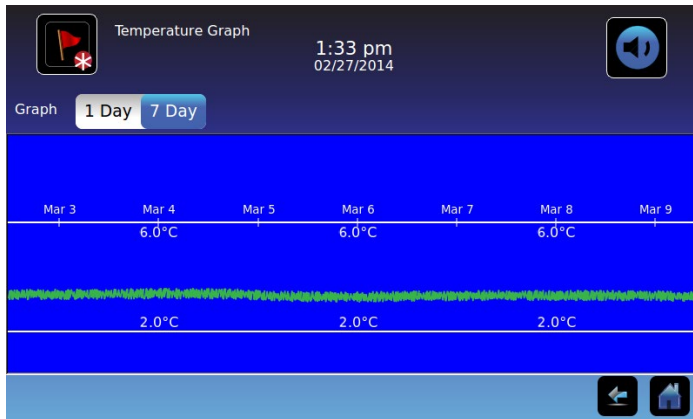 Temperature Graph
1:33 pm
02/27/2014
Graph 1 Day 7 Day
Mar 3 Mar 4 Mar 5 Mar 6 Mar 7 Mar 8 Mar 9
6.0°C 6.0°C 6.0°C
2.0°C 2.0°C 2.0°C